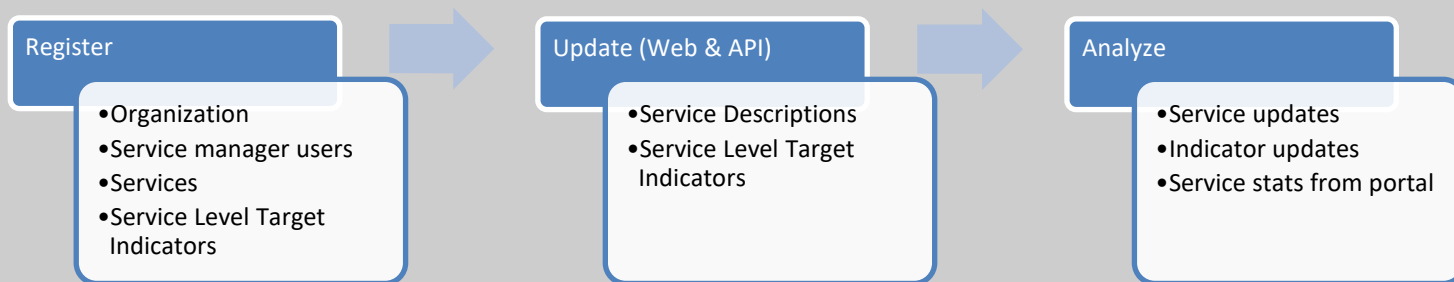 Register
•Organization
•Service manager users
•Services
•Service Level Target
Indicators
Update (Web & API)
•Service Descriptions
•Service Level Target
Indicators
Analyze
•Service updates
•Indicator updates
•Service stats from portal